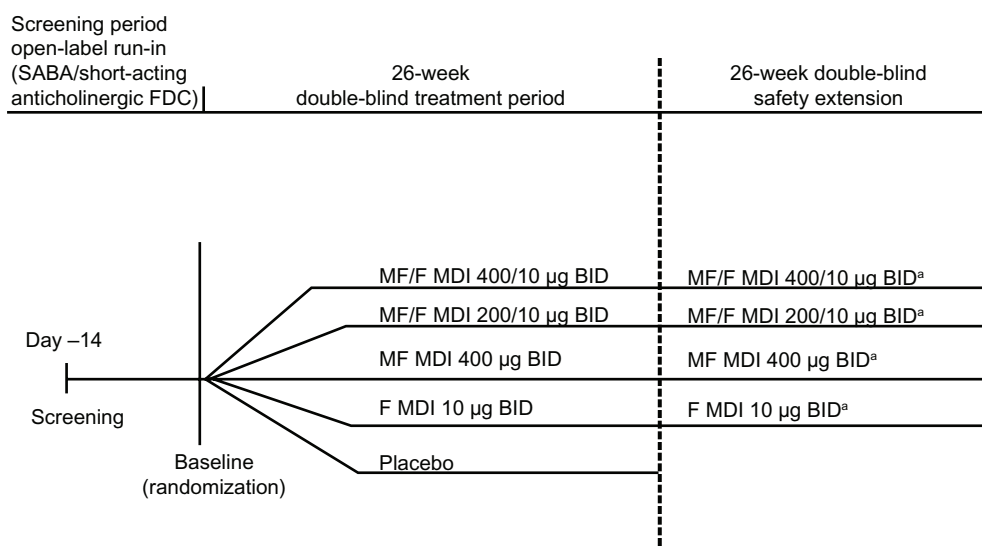 Screening period
open-label run-in
(SABA/short-acting
anticholinergic FDC)
26-week
double-blind treatment period
26-week double-blind
safety extension
MF/F MDI 400/10 µg BID
MF/F MDI 400/10 µg BIDᵃ
MF/F MDI 200/10 µg BID
MF/F MDI 200/10 µg BIDᵃ
Day –14
MF MDI 400 µg BID
MF MDI 400 µg BIDᵃ
Screening
F MDI 10 µg BID
F MDI 10 µg BIDᵃ
Baseline
(randomization)
Placebo